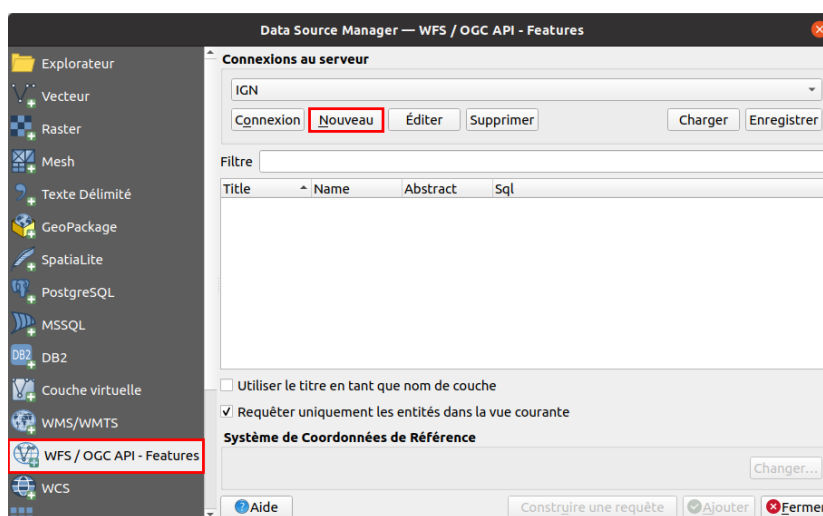 Data Source Manager — WFS / OGC API - Features
Explorateur
Vecteur
Raster
Mesh
Texte Délimité
GeoPackage
SpatiaLite
PostgreSQL
MSSQL
DB2 DB2
Couche virtuelle
WMS/WMTS
WFS / OGC API - Features
WCS
Connexions au serveur
IGN
Connexion Nouveau Éditer Supprimer Charger Enregistrer
Filtre
Title Name Abstract Sql
Utiliser le titre en tant que nom de couche
Requêter uniquement les entités dans la vue courante
Système de Coordonnées de Référence
Changer...
Aide Construire une requête Ajouter Fermer